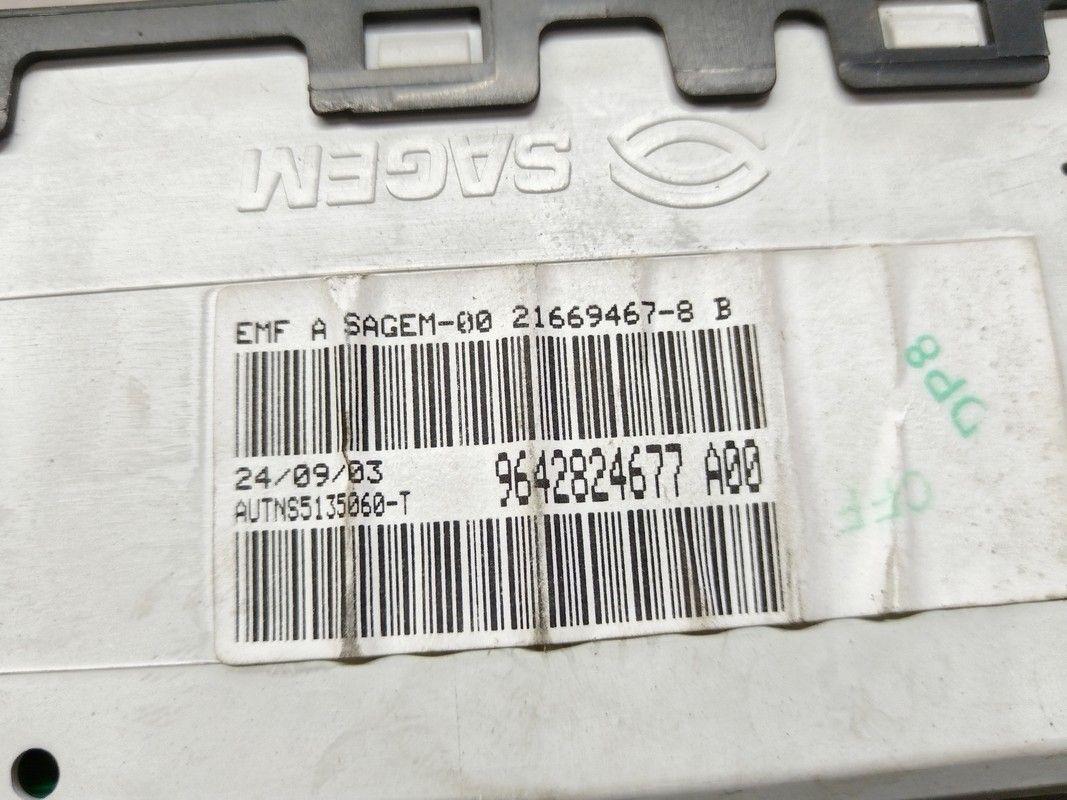 SAGEM
EMF A SAGEM-00 21669467-8 B
24/09/03
9642824677 A00
AUTNS5135060-T
DP8
OFF